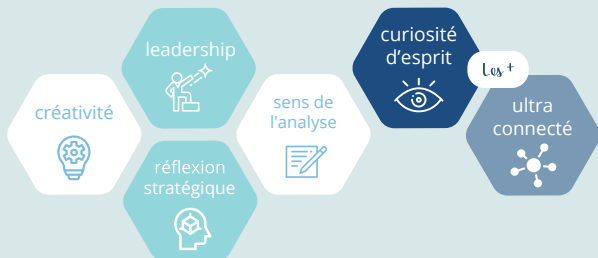 leadership
créativité
réflexion
stratégique
sens de
l'analyse
curiosité
d'esprit
Les +
ultra
connecté